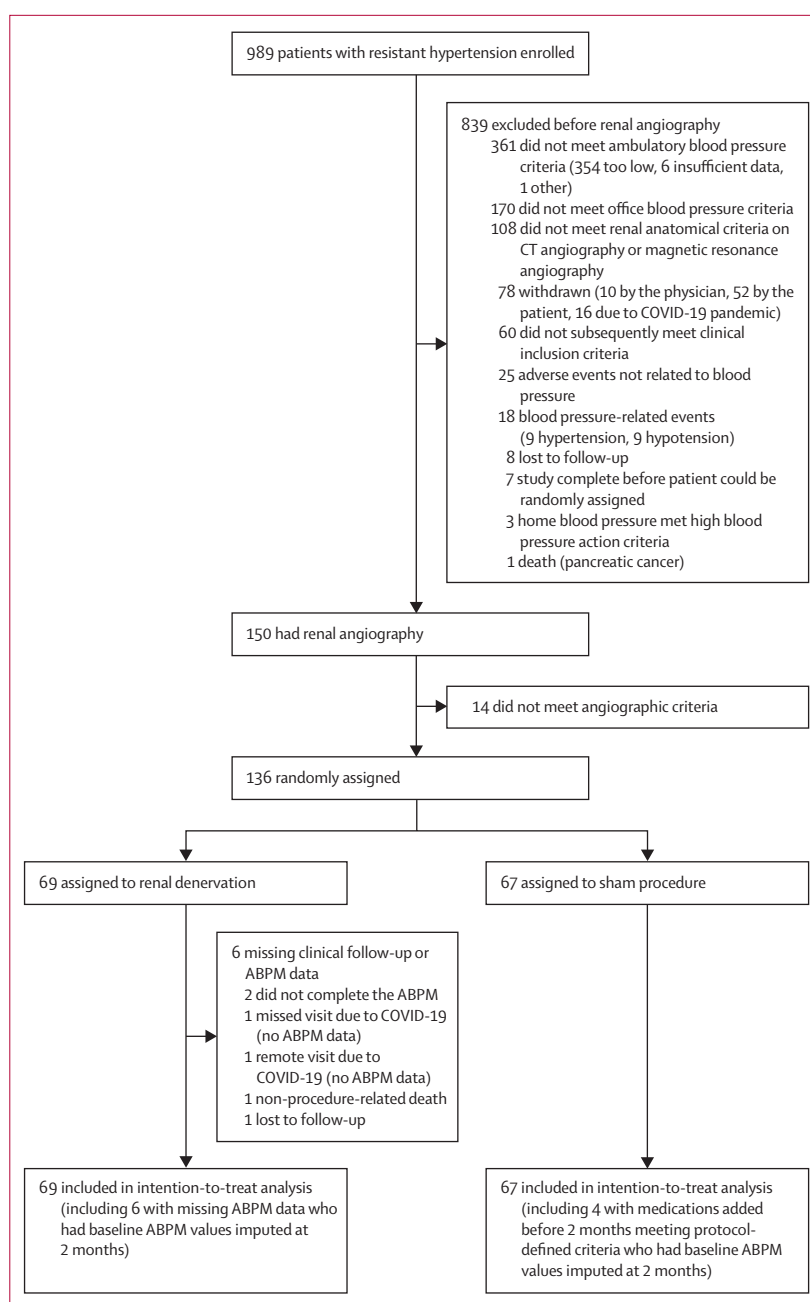 989 patients with resistant hypertension enrolled
839 excluded before renal angiography
361 did not meet ambulatory blood pressure
criteria (354 too low, 6 insufficient data,
1 other)
170 did not meet office blood pressure criteria
108 did not meet renal anatomical criteria on
CT angiography or magnetic resonance
angiography
78 withdrawn (10 by the physician, 52 by the
patient, 16 due to COVID-19 pandemic)
60 did not subsequently meet clinical
inclusion criteria
25 adverse events not related to blood
pressure
18 blood pressure-related events
(9 hypertension, 9 hypotension)
8 lost to follow-up
7 study complete before patient could be
randomly assigned
3 home blood pressure met high blood
pressure action criteria
1 death (pancreatic cancer)
150 had renal angiography
14 did not meet angiographic criteria
136 randomly assigned
69 assigned to renal denervation
67 assigned to sham procedure
6 missing clinical follow-up or
ABPM data
2 did not complete the ABPM
1 missed visit due to COVID-19
(no ABPM data)
1 remote visit due to
COVID-19 (no ABPM data)
1 non-procedure-related death
1 lost to follow-up
69 included in intention-to-treat analysis
(including 6 with missing ABPM data who
had baseline ABPM values imputed at
2 months)
67 included in intention-to-treat analysis
(including 4 with medications added
before 2 months meeting protocol-
defined criteria who had baseline ABPM
values imputed at 2 months)